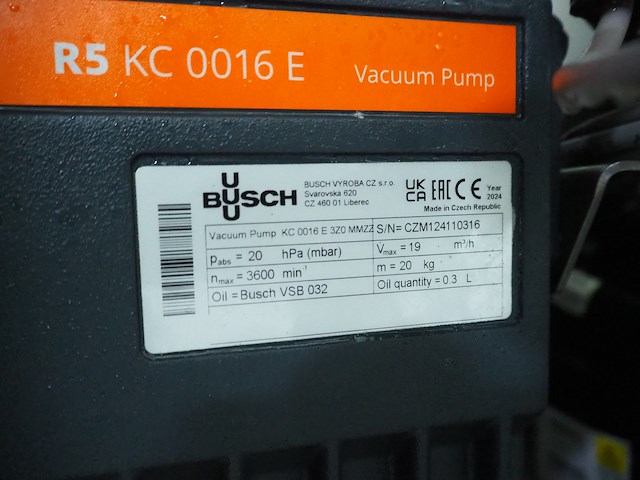 R5 KC 0016 E Vacuum Pump
BUSCH
BUSCH VYROBA CZ s.r.o.
Svarovska 620
CZ 460 01 Liberec
UK CA EAC CE Year 2024
Made in Czech Republic
Vacuum Pump KC 0016 E 3Z0 MMZZ S/N= CZM124110316
Pabs = 20 hPa (mbar) V̇max = 19 m³/h
nmax = 3600 min⁻¹ m = 20 kg
Oil = Busch VSB 032 Oil quantity = 0.3 L